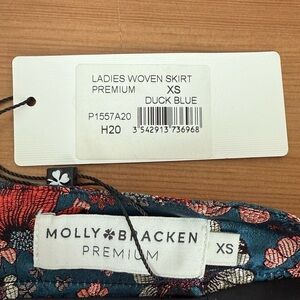 LADIES WOVEN SKIRT
PREMIUM XS
DUCK BLUE
P1557A20
H20
3 542913 736968
MOLLY BRACKEN
PREMIUM
XS